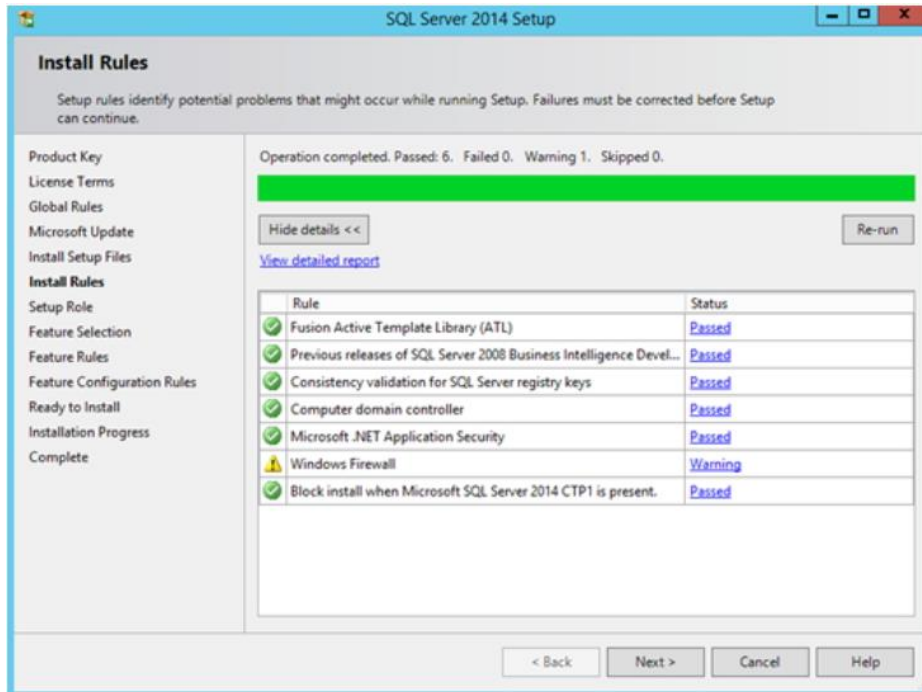 SQL Server 2014 Setup
Install Rules
Setup rules identify potential problems that might occur while running Setup. Failures must be corrected before Setup
can continue.
Product Key
License Terms
Global Rules
Microsoft Update
Install Setup Files
Install Rules
Setup Role
Feature Selection
Feature Rules
Feature Configuration Rules
Ready to Install
Installation Progress
Complete
Operation completed. Passed: 6. Failed 0. Warning 1. Skipped 0.
Hide details <<
Re-run
View detailed report
Rule Status
Fusion Active Template Library (ATL) Passed
Previous releases of SQL Server 2008 Business Intelligence Devel... Passed
Consistency validation for SQL Server registry keys Passed
Computer domain controller Passed
Microsoft .NET Application Security Passed
Windows Firewall Warning
Block install when Microsoft SQL Server 2014 CTP1 is present. Passed
< Back Next > Cancel Help